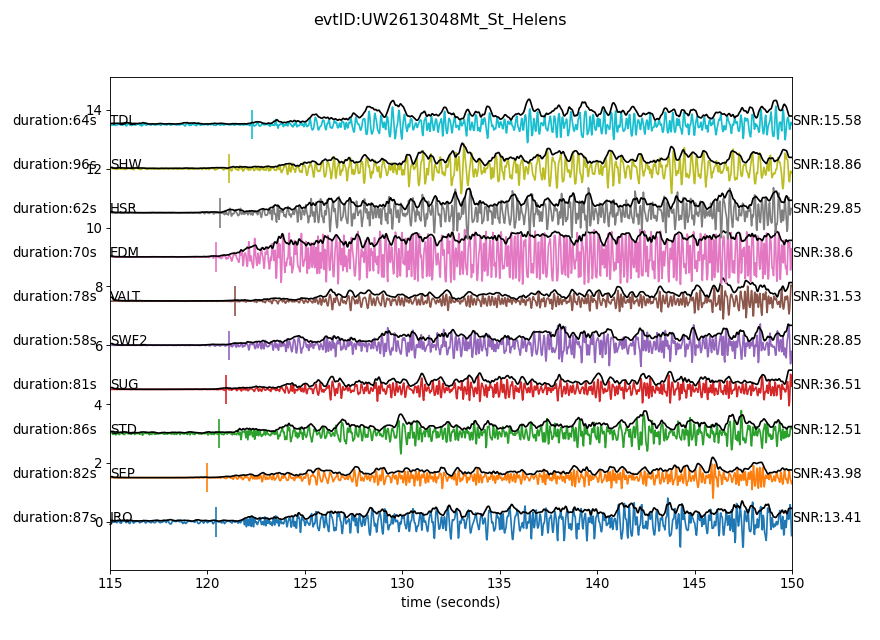 evtID:UW2613048Mt_St_Helens
14
duration:64s TDL SNR:15.58
duration:96s SHW SNR:18.86
12
duration:62s HSR SNR:29.85
10
duration:70s EDM SNR:38.6
8
duration:78s VALT SNR:31.53
duration:58s SWF2 SNR:28.85
6
duration:81s SUG SNR:36.51
4
duration:86s STD SNR:12.51
2
duration:82s SEP SNR:43.98
duration:87s JRO SNR:13.41
0
115 120 125 130 135 140 145 150
time (seconds)